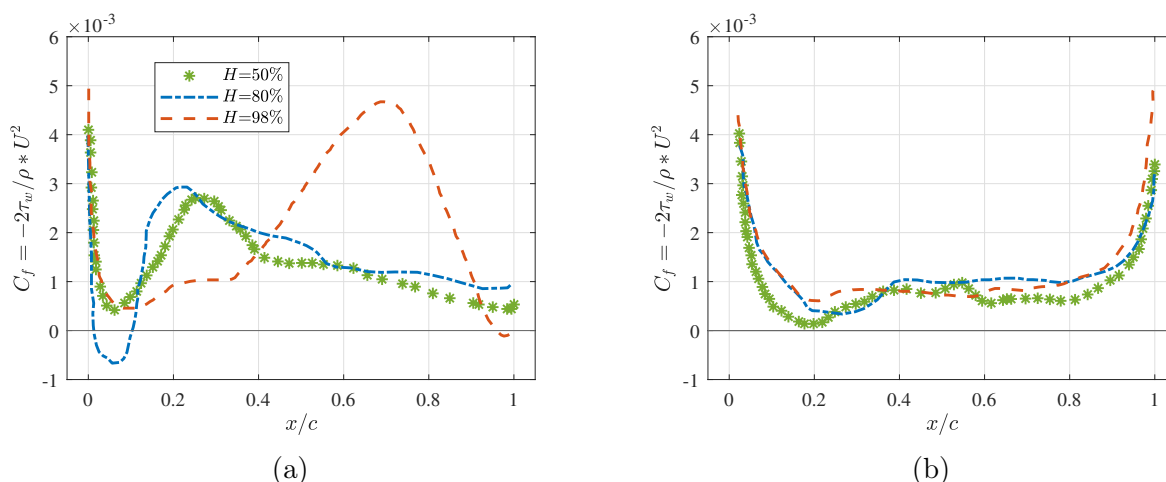 ×10⁻³
6
5
4
3
2
1
0
-1
C_f = −2τ_w/ρ ∗ U²
H=50%
H=80%
H=98%
0 0.2 0.4 0.6 0.8 1
x/c
(a)
×10⁻³
6
5
4
3
2
1
0
-1
C_f = −2τ_w/ρ ∗ U²
0 0.2 0.4 0.6 0.8 1
x/c
(b)